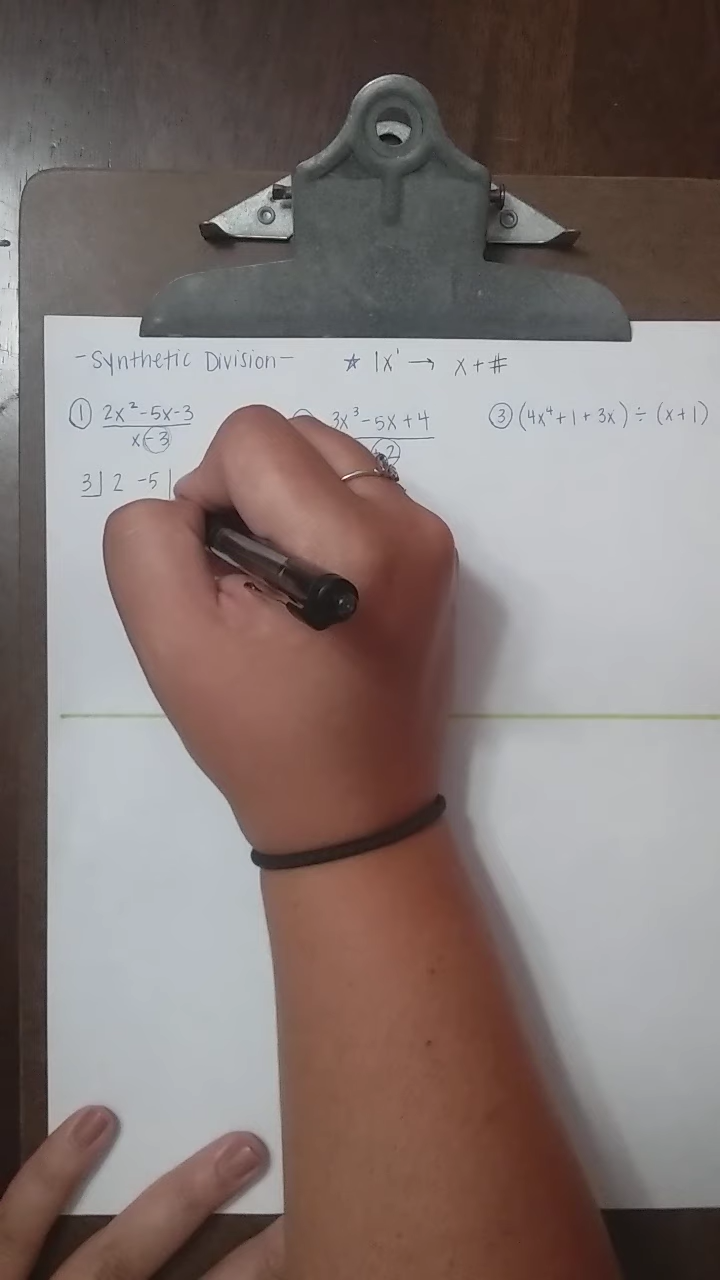 -Synthetic Division- ★ 1x¹ → x+#
① 2x²-5x-3 / x-3
3x³-5x+4 / 2
③ (4x⁴+1+3x) ÷ (x+1)
3| 2 -5 |